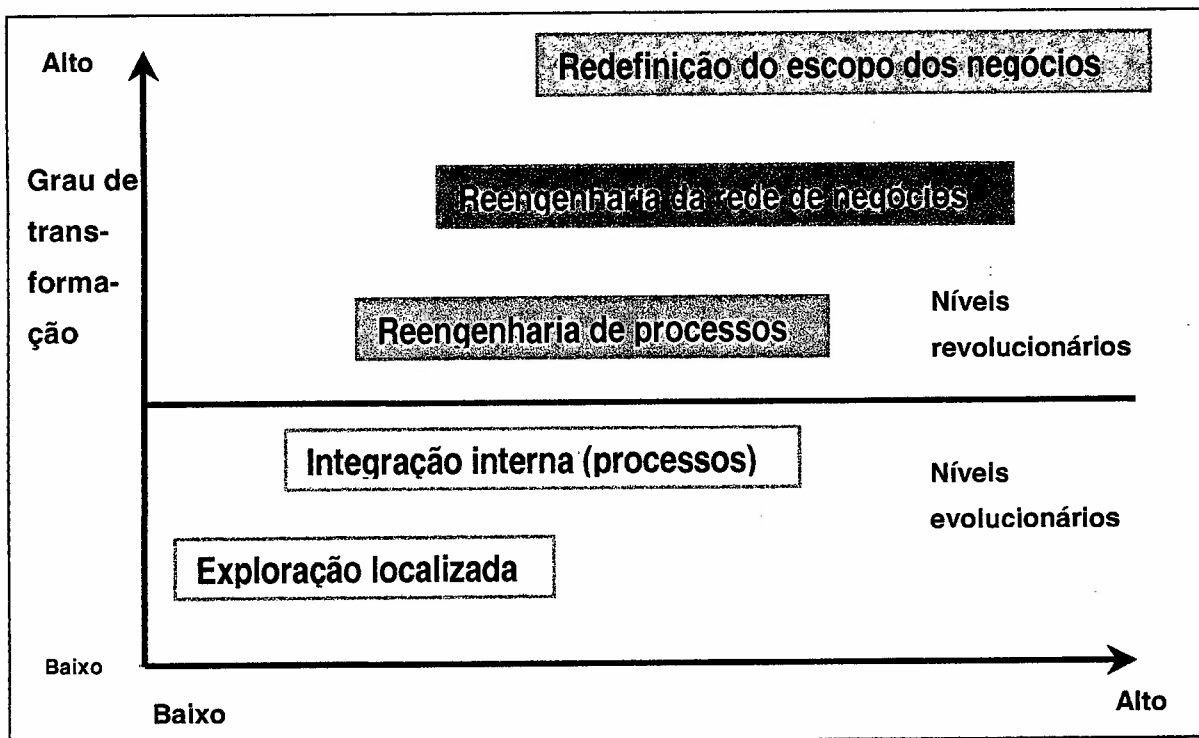 Alto
Redefinição do escopo dos negócios
Grau de
trans-
forma-
ção
Reengenharia da rede de negócios
Reengenharia de processos
Níveis
revolucionários
Integração interna (processos)
Níveis
evolucionários
Exploração localizada
Baixo
Baixo
Alto